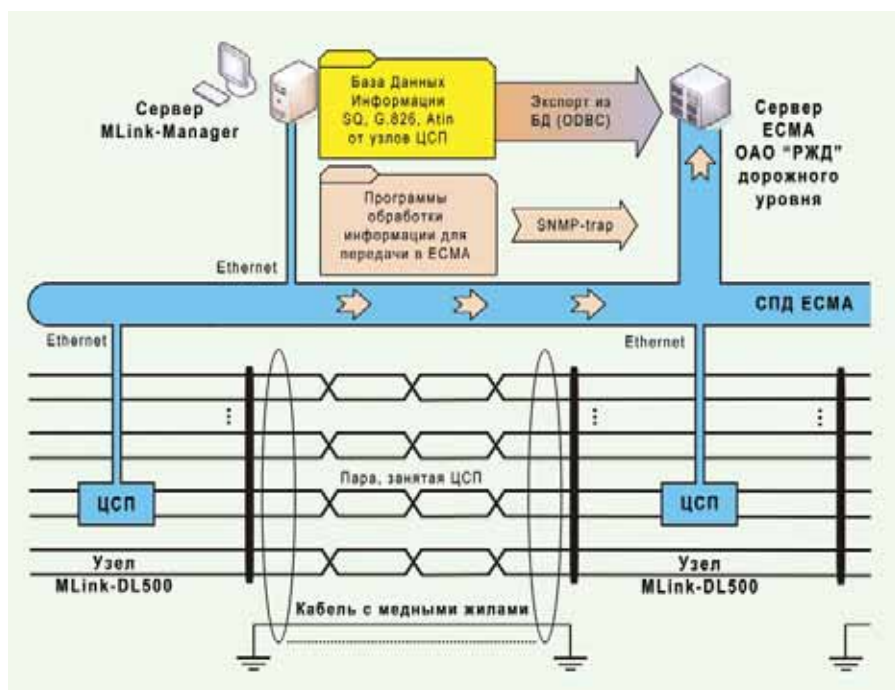 Сервер
MLink-Manager
База Данных
Информации
SQ, G.826, Atin
от узлов ЦСП
Экспорт из
БД (ODBC)
Сервер
ЕСМА
ОАО "РЖД"
дорожного
уровня
Программы
обработки
информации для
передачи в ЕСМА
SNMP-trap
Ethernet
СПД ЕСМА
Ethernet
Ethernet
Пара, занятая ЦСП
ЦСП
ЦСП
Узел
MLink-DL500
Узел
MLink-DL500
Кабель с медными жилами